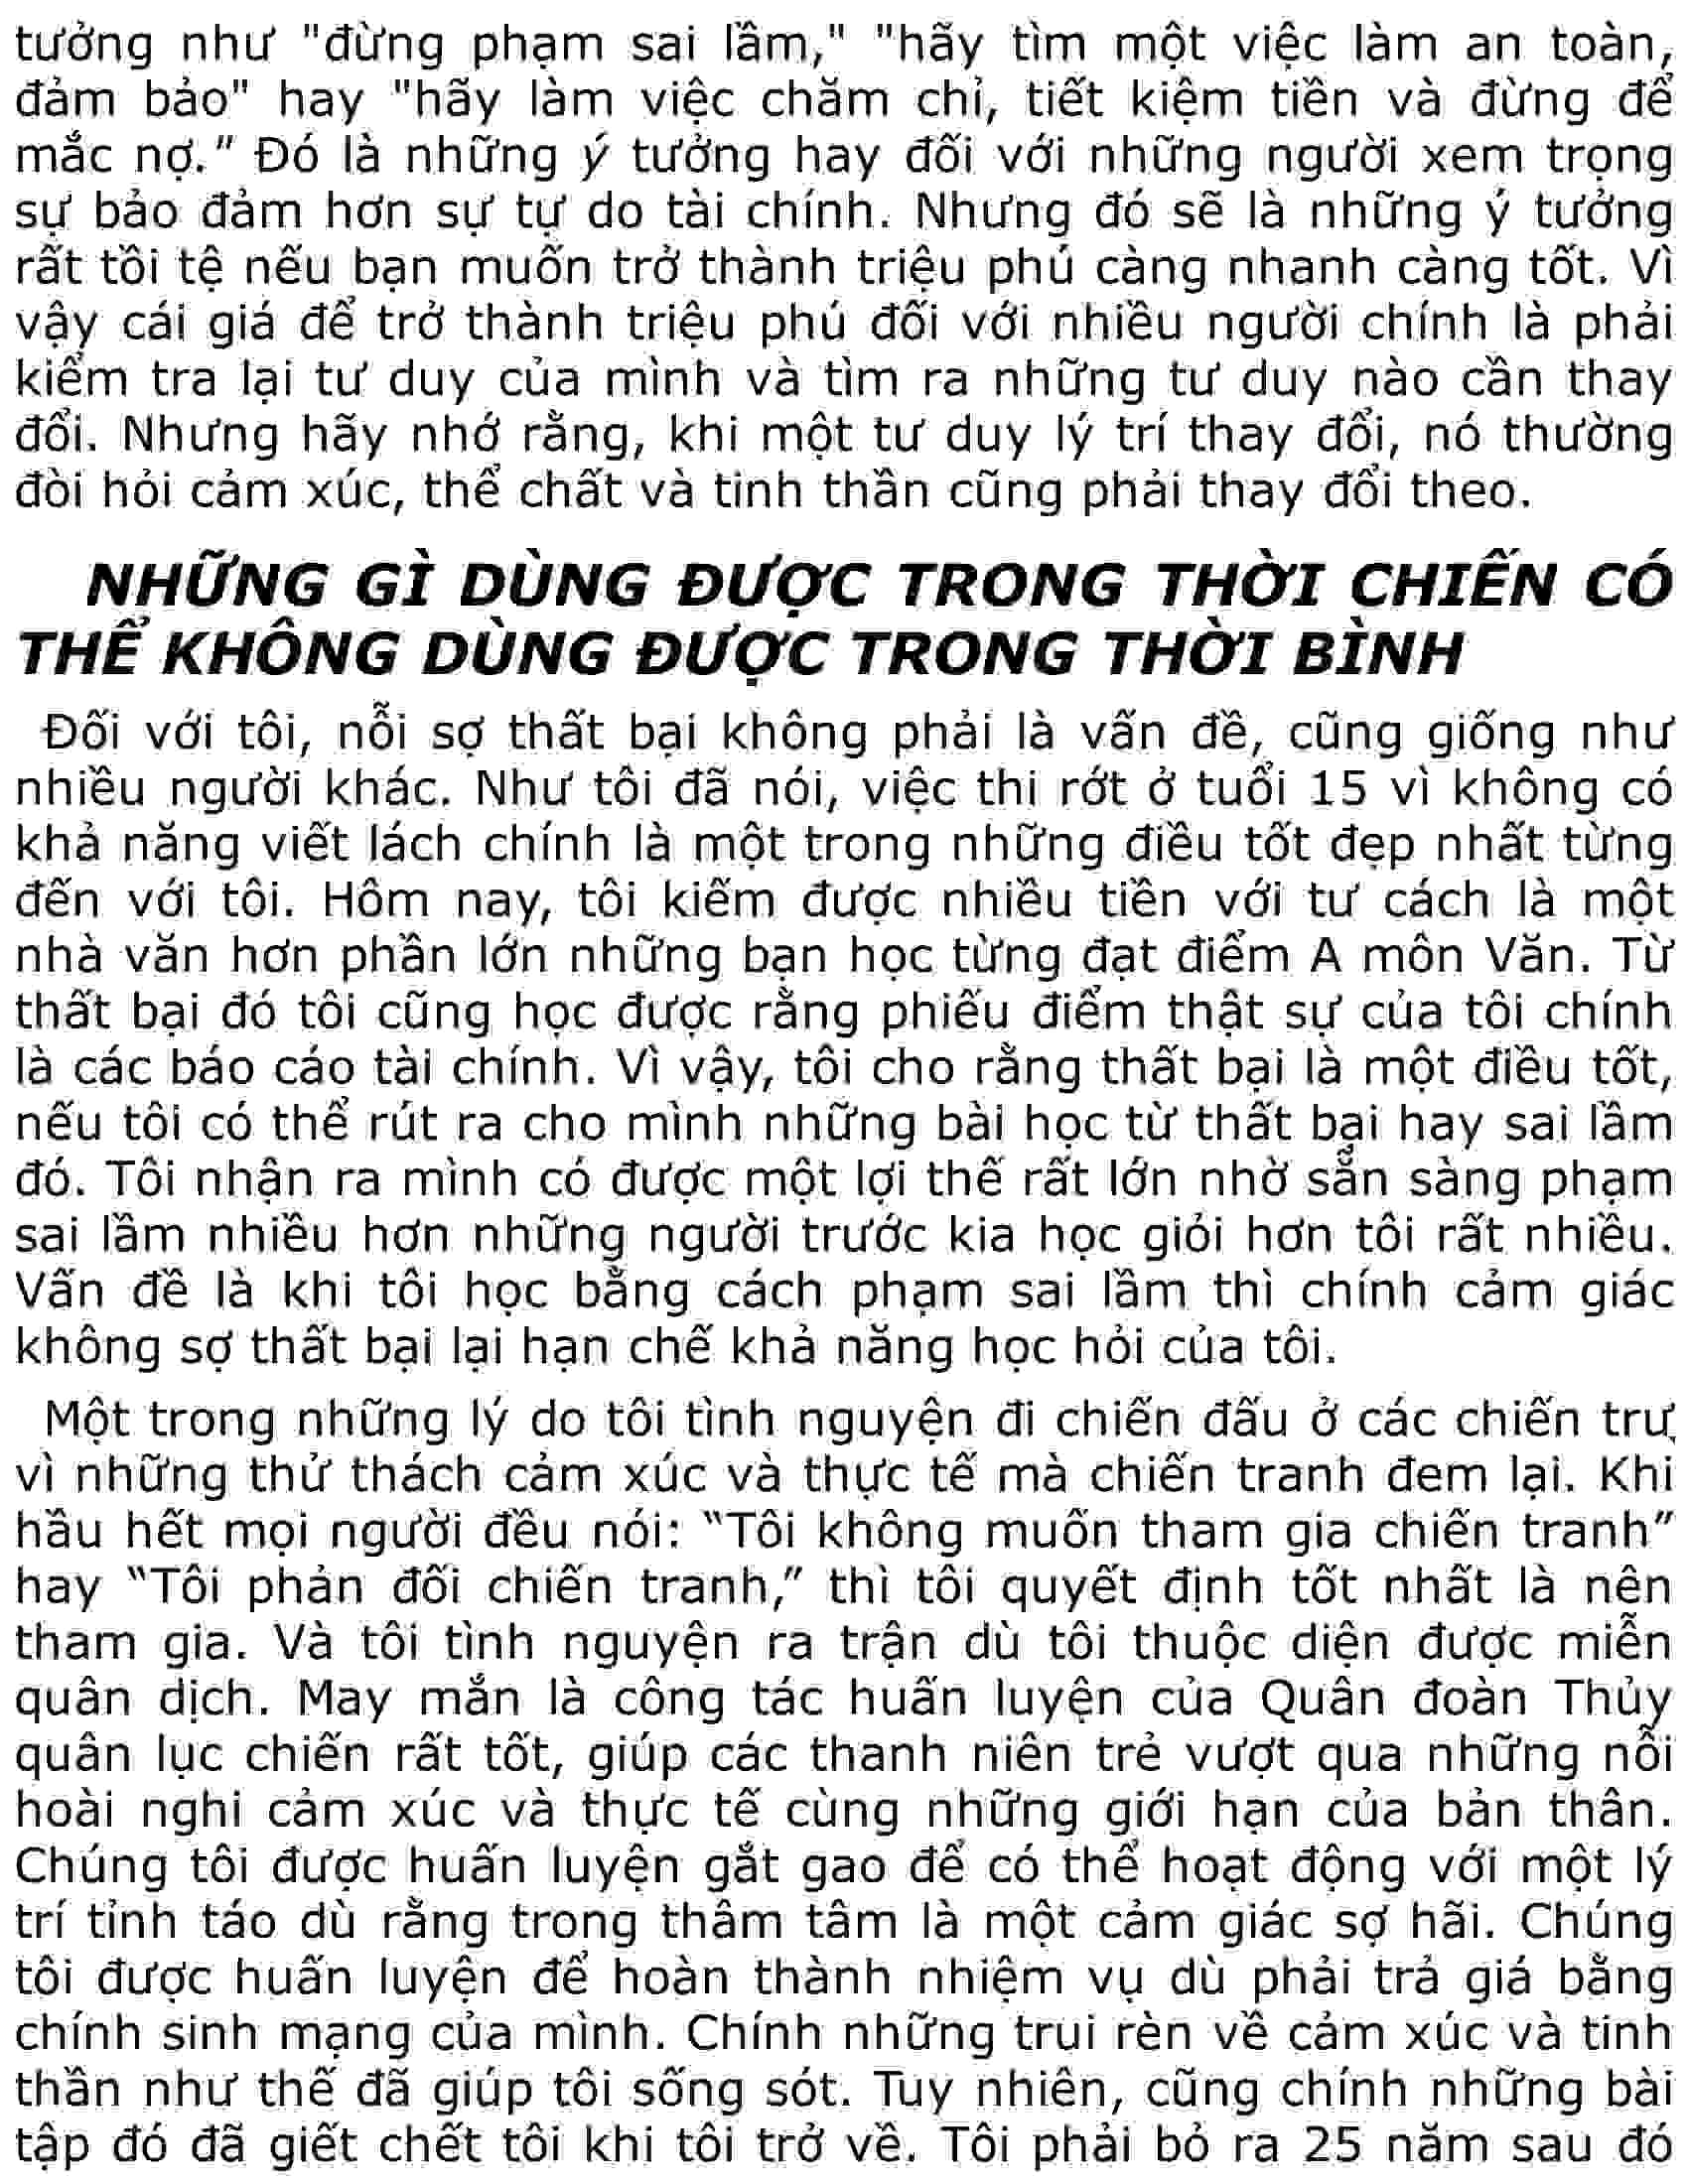 tưởng như "đừng phạm sai lầm," "hãy tìm một việc làm an toàn,
đảm bảo" hay "hãy làm việc chăm chỉ, tiết kiệm tiền và đừng để
mắc nợ.” Đó là những ý tưởng hay đối với những người xem trọng
sự bảo đảm hơn sự tự do tài chính. Nhưng đó sẽ là những ý tưởng
rất tồi tệ nếu bạn muốn trở thành triệu phú càng nhanh càng tốt. Vì
vậy cái giá để trở thành triệu phú đối với nhiều người chính là phải
kiểm tra lại tư duy của mình và tìm ra những tư duy nào cần thay
đổi. Nhưng hãy nhớ rằng, khi một tư duy lý trí thay đổi, nó thường
đòi hỏi cảm xúc, thể chất và tinh thần cũng phải thay đổi theo.
NHỮNG GÌ DÙNG ĐƯỢC TRONG THỜI CHIẾN CÓ
THỂ KHÔNG DÙNG ĐƯỢC TRONG THỜI BÌNH
Đối với tôi, nỗi sợ thất bại không phải là vấn đề, cũng giống như
nhiều người khác. Như tôi đã nói, việc thi rớt ở tuổi 15 vì không có
khả năng viết lách chính là một trong những điều tốt đẹp nhất từng
đến với tôi. Hôm nay, tôi kiếm được nhiều tiền với tư cách là một
nhà văn hơn phần lớn những bạn học từng đạt điểm A môn Văn. Từ
thất bại đó tôi cũng học được rằng phiếu điểm thật sự của tôi chính
là các báo cáo tài chính. Vì vậy, tôi cho rằng thất bại là một điều tốt,
nếu tôi có thể rút ra cho mình những bài học từ thất bại hay sai lầm
đó. Tôi nhận ra mình có được một lợi thế rất lớn nhờ sẵn sàng phạm
sai lầm nhiều hơn những người trước kia học giỏi hơn tôi rất nhiều.
Vấn đề là khi tôi học bằng cách phạm sai lầm thì chính cảm giác
không sợ thất bại lại hạn chế khả năng học hỏi của tôi.
Một trong những lý do tôi tình nguyện đi chiến đấu ở các chiến trư
vì những thử thách cảm xúc và thực tế mà chiến tranh đem lại. Khi
hầu hết mọi người đều nói: “Tôi không muốn tham gia chiến tranh”
hay “Tôi phản đối chiến tranh,” thì tôi quyết định tốt nhất là nên
tham gia. Và tôi tình nguyện ra trận dù tôi thuộc diện được miễn
quân dịch. May mắn là công tác huấn luyện của Quân đoàn Thủy
quân lục chiến rất tốt, giúp các thanh niên trẻ vượt qua những nỗi
hoài nghi cảm xúc và thực tế cùng những giới hạn của bản thân.
Chúng tôi được huấn luyện gắt gao để có thể hoạt động với một lý
trí tỉnh táo dù rằng trong thâm tâm là một cảm giác sợ hãi. Chúng
tôi được huấn luyện để hoàn thành nhiệm vụ dù phải trả giá bằng
chính sinh mạng của mình. Chính những trui rèn về cảm xúc và tinh
thần như thế đã giúp tôi sống sót. Tuy nhiên, cũng chính những bài
tập đó đã giết chết tôi khi tôi trở về. Tôi phải bỏ ra 25 năm sau đó